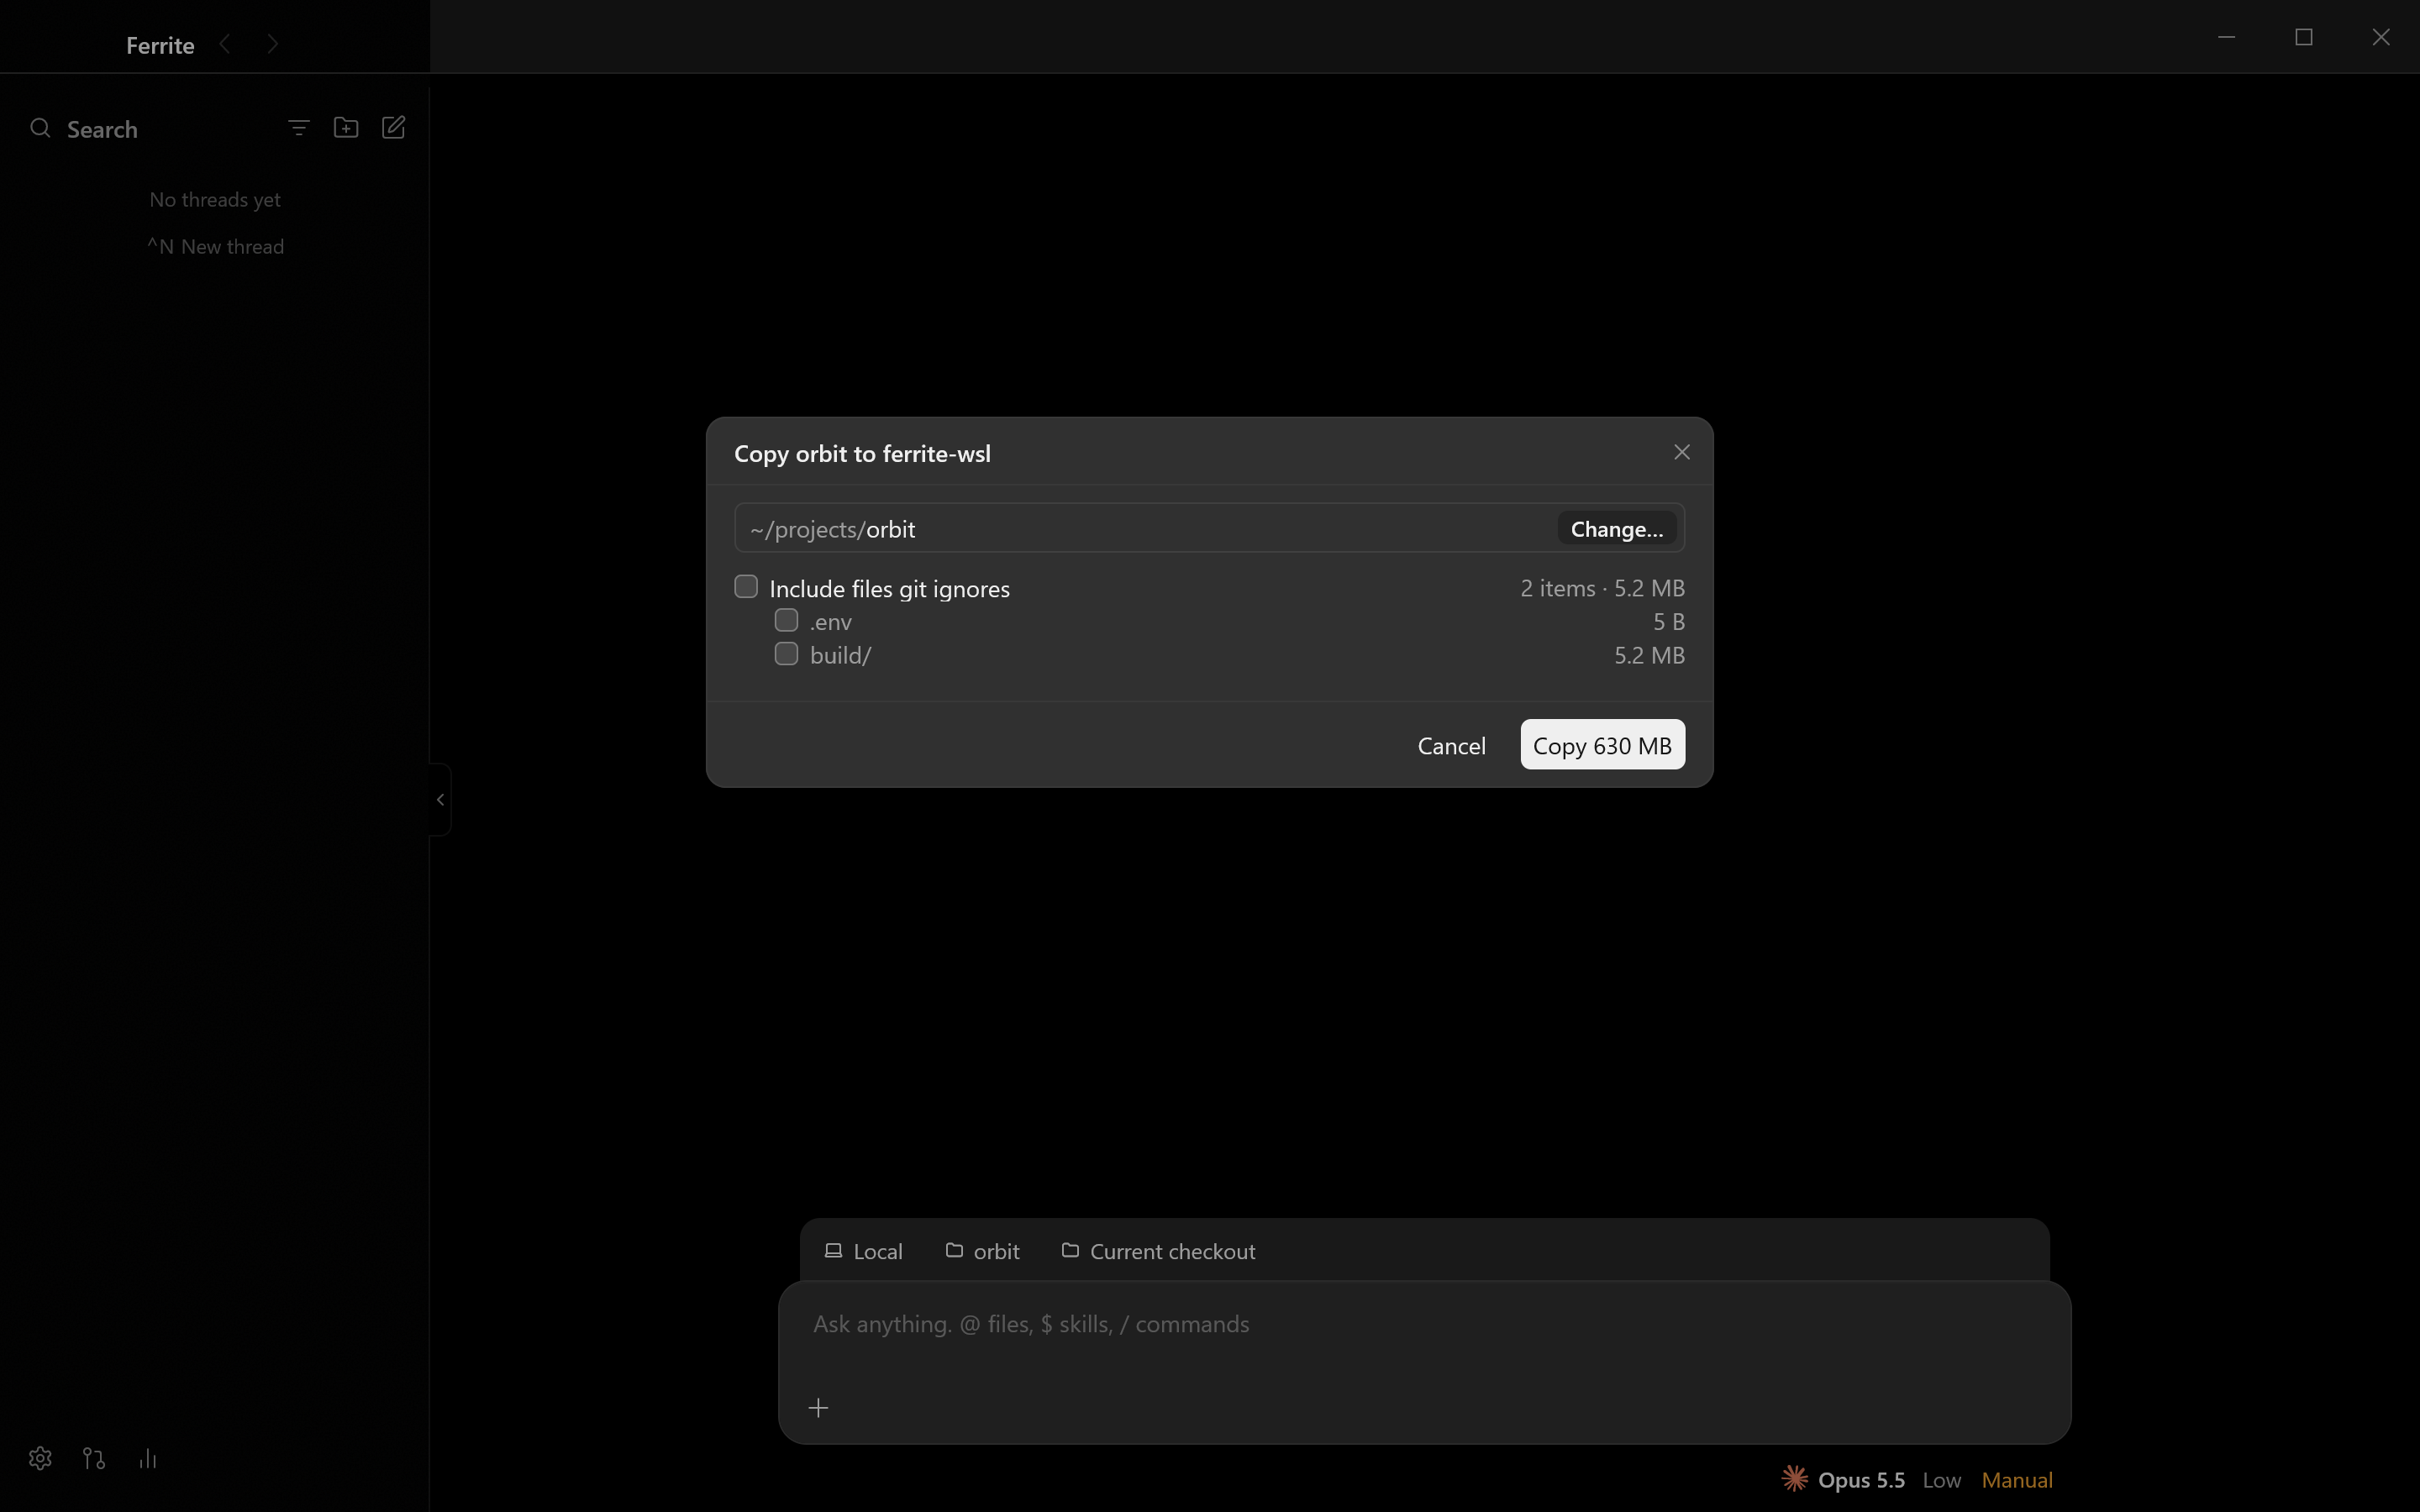 Ferrite
Search
No threads yet
^N New thread
Copy orbit to ferrite-wsl
~/projects/orbit
Change...
Include files git ignores
2 items · 5.2 MB
.env
5 B
build/
5.2 MB
Cancel
Copy 630 MB
Local
orbit
Current checkout
Ask anything. @ files, $ skills, / commands
Opus 5.5 Low Manual